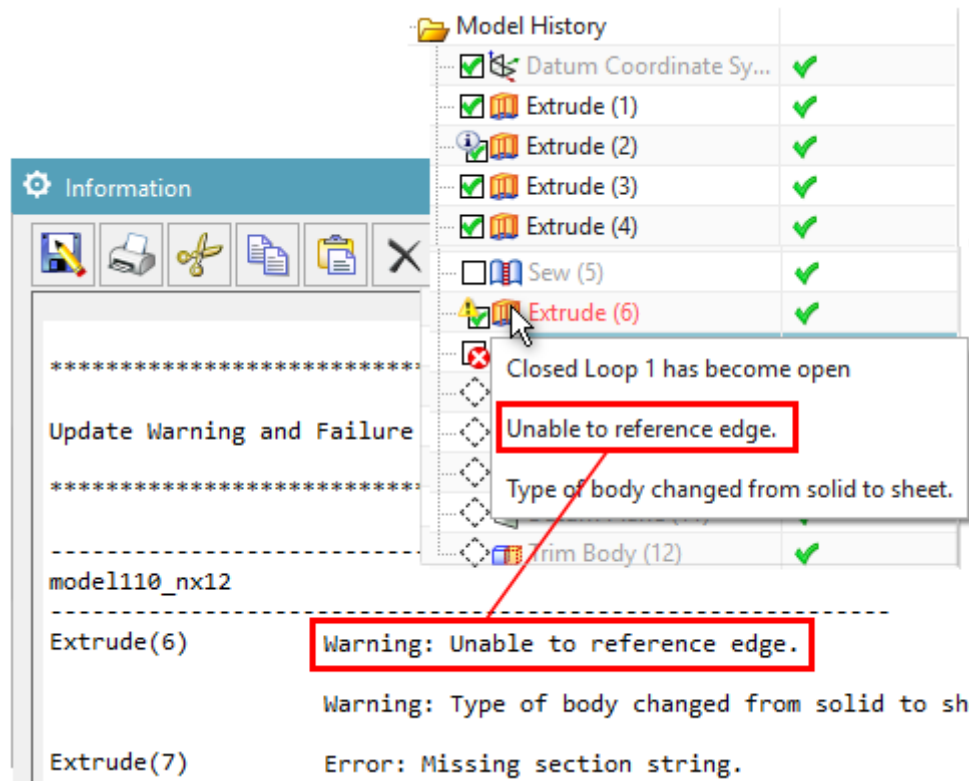 Model History
Datum Coordinate Sy...
Extrude (1)
Extrude (2)
Extrude (3)
Extrude (4)
Sew (5)
Extrude (6)
Closed Loop 1 has become open
Unable to reference edge.
Type of body changed from solid to sheet.
Trim Body (12)
Information
****************************
Update Warning and Failure
****************************
------------------------------------------------------------
model110_nx12
------------------------------------------------------------
Extrude(6) Warning: Unable to reference edge.
Warning: Type of body changed from solid to sh
Extrude(7) Error: Missing section string.